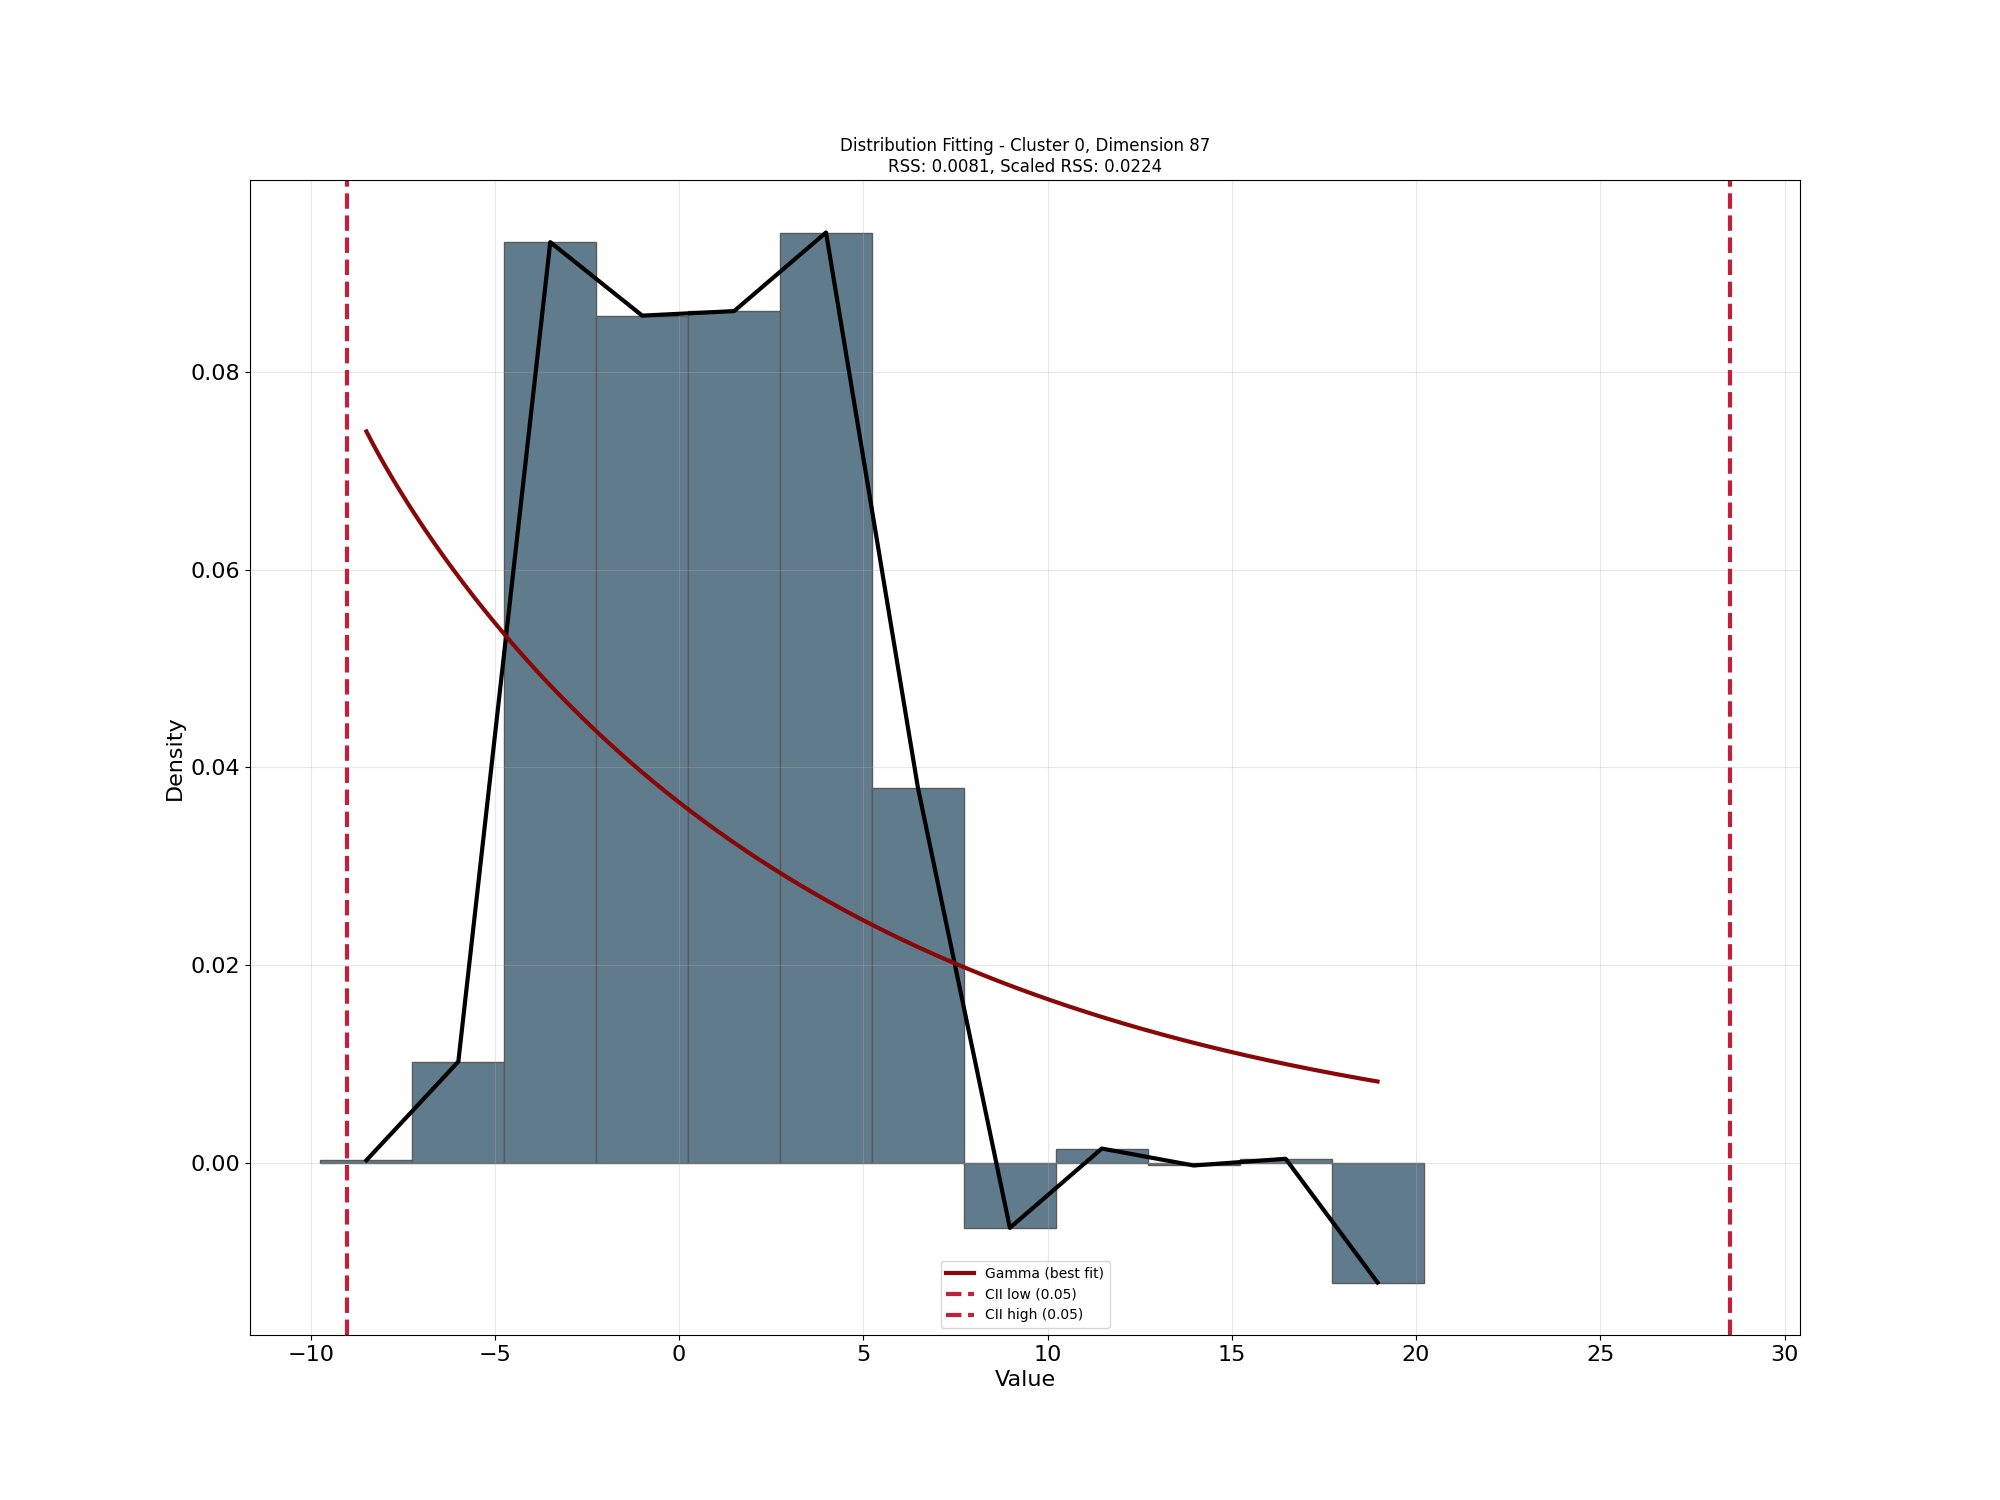 Distribution Fitting - Cluster 0, Dimension 87
RSS: 0.0081, Scaled RSS: 0.0224
Density
0.08
0.06
0.04
0.02
0.00
Gamma (best fit)
CII low (0.05)
CII high (0.05)
−10 −5 0 5 10 15 20 25 30
Value